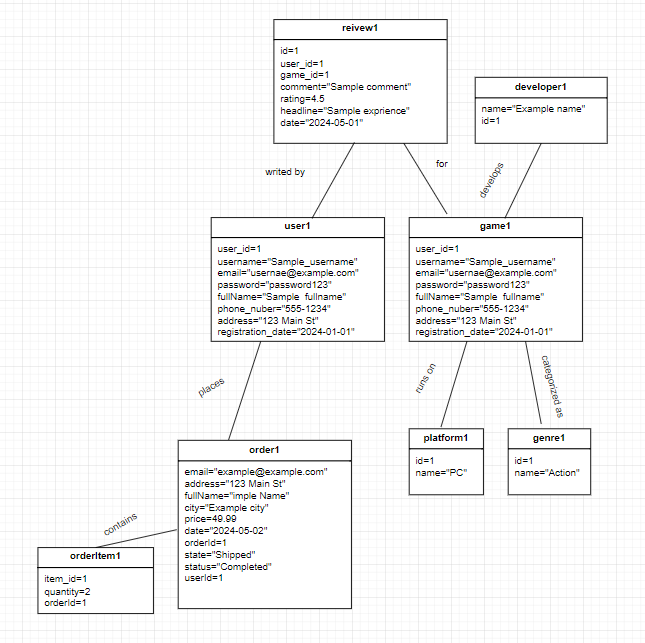 reivew1
id=1
user_id=1
game_id=1
comment="Sample comment"
rating=4.5
headline="Sample exprience"
date="2024-05-01"
developer1
name="Example name"
id=1
writed by
for
develops
user1
user_id=1
username="Sample_username"
email="usernae@example.com"
password="password123"
fullName="Sample fullname"
phone_nuber="555-1234"
address="123 Main St"
registration_date="2024-01-01"
game1
user_id=1
username="Sample_username"
email="usernae@example.com"
password="password123"
fullName="Sample fullname"
phone_nuber="555-1234"
address="123 Main St"
registration_date="2024-01-01"
places
runs on
categorized as
platform1
id=1
name="PC"
genre1
id=1
name="Action"
order1
email="example@example.com"
address="123 Main St"
fullName="imple Name"
city="Example city"
price=49.99
date="2024-05-02"
orderId=1
state="Shipped"
status="Completed"
userId=1
contains
orderItem1
item_id=1
quantity=2
orderId=1